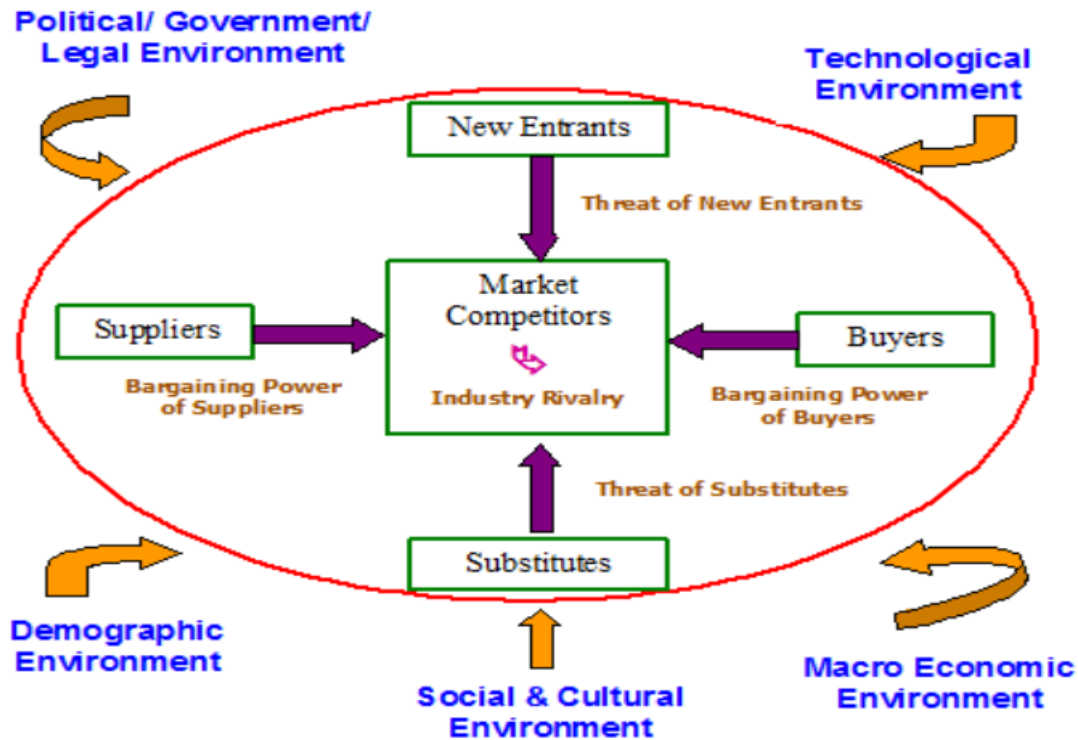 Political/ Government/
Legal Environment
Technological
Environment
New Entrants
Threat of New Entrants
Market
Competitors
Industry Rivalry
Suppliers
Bargaining Power
of Suppliers
Buyers
Bargaining Power
of Buyers
Threat of Substitutes
Substitutes
Demographic
Environment
Social & Cultural
Environment
Macro Economic
Environment